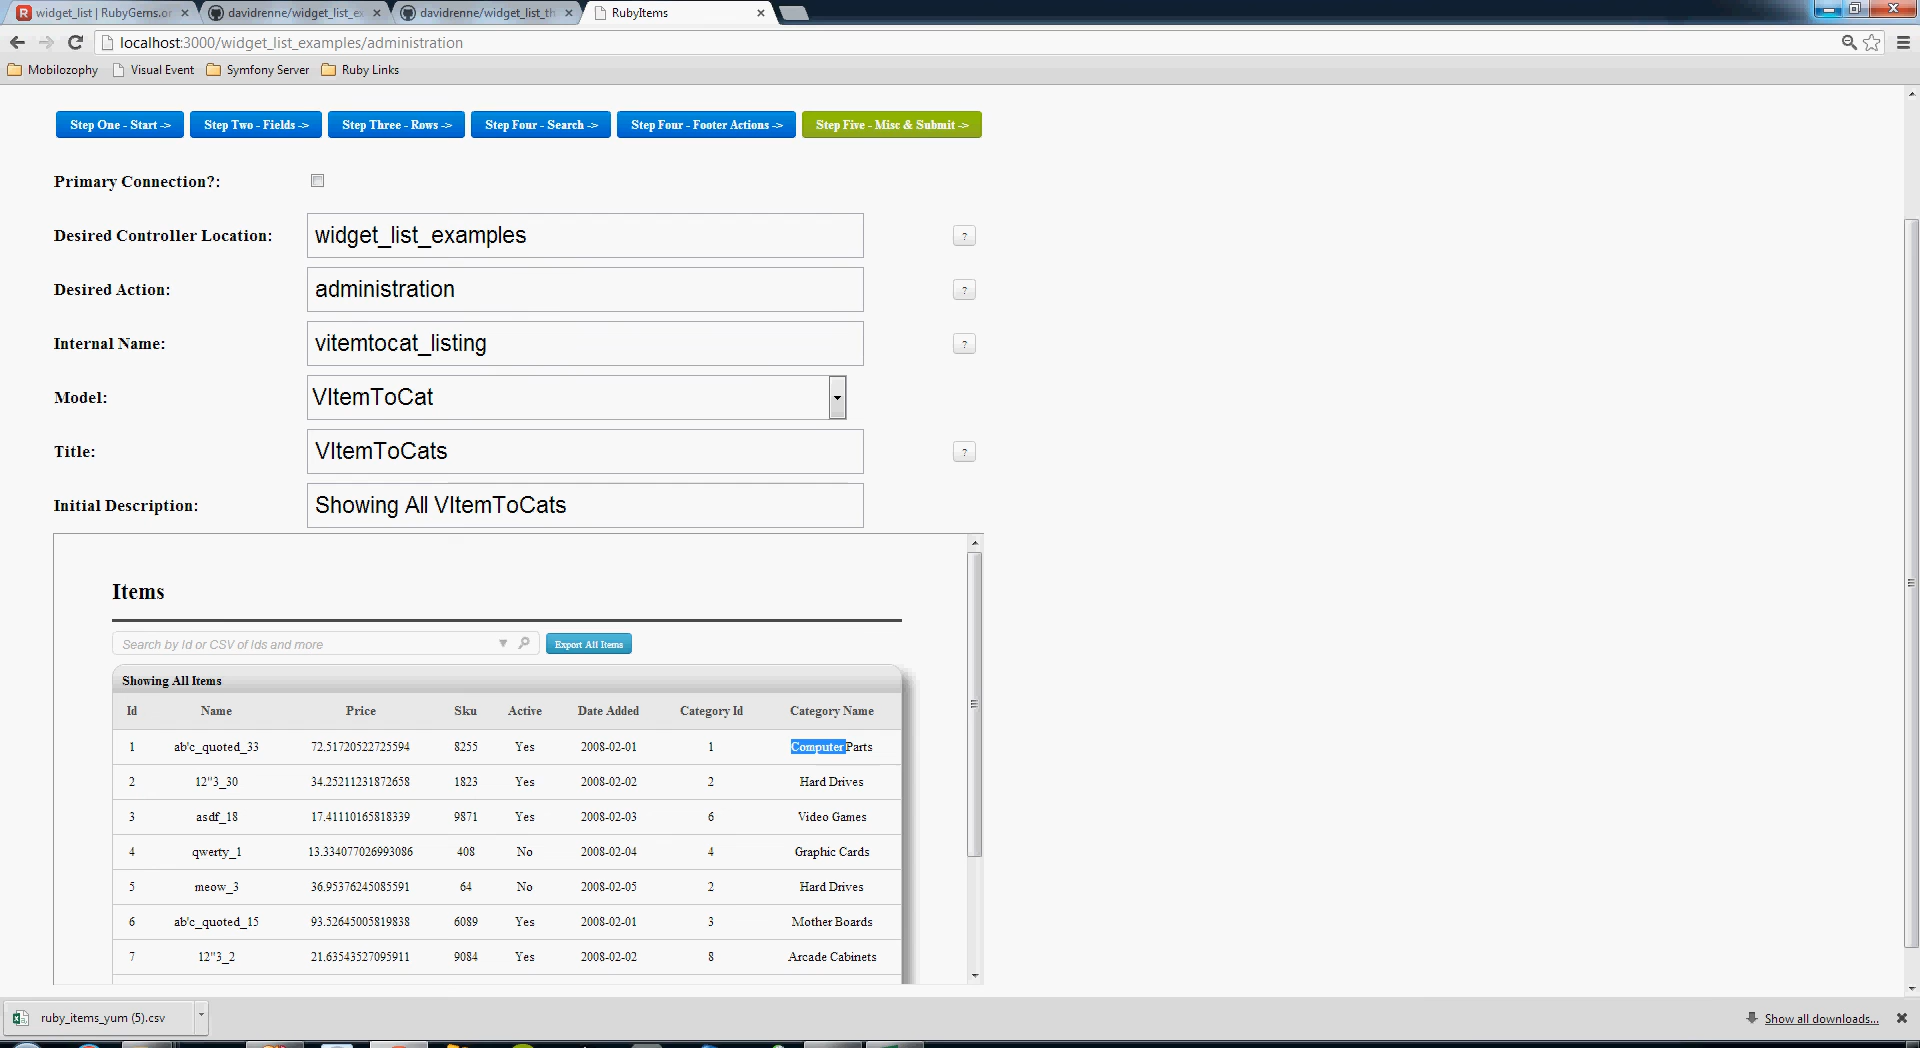 widget_list | RubyGems.or
davidrenne/widget_list_ex
davidrenne/widget_list_th
RubyItems
localhost:3000/widget_list_examples/administration
Mobilozophy Visual Event Symfony Server Ruby Links
Step One - Start -> Step Two - Fields -> Step Three - Rows -> Step Four - Search -> Step Four - Footer Actions -> Step Five - Misc & Submit ->
Primary Connection?:
Desired Controller Location: widget_list_examples ?
Desired Action: administration ?
Internal Name: vitemtocat_listing ?
Model: VItemToCat
Title: VItemToCats ?
Initial Description: Showing All VItemToCats
Items
Search by Id or CSV of Ids and more Export All Items
Showing All Items
Id Name Price Sku Active Date Added Category Id Category Name
1 ab'c_quoted_33 72.51720522725594 8255 Yes 2008-02-01 1 Computer Parts
2 12"3_30 34.25211231872658 1823 Yes 2008-02-02 2 Hard Drives
3 asdf_18 17.41110165818339 9871 Yes 2008-02-03 6 Video Games
4 qwerty_1 13.334077026993086 408 No 2008-02-04 4 Graphic Cards
5 meow_3 36.95376245085591 64 No 2008-02-05 2 Hard Drives
6 ab'c_quoted_15 93.52645005819838 6089 Yes 2008-02-01 3 Mother Boards
7 12"3_2 21.63543527095911 9084 Yes 2008-02-02 8 Arcade Cabinets
ruby_items_yum (5).csv Show all downloads...